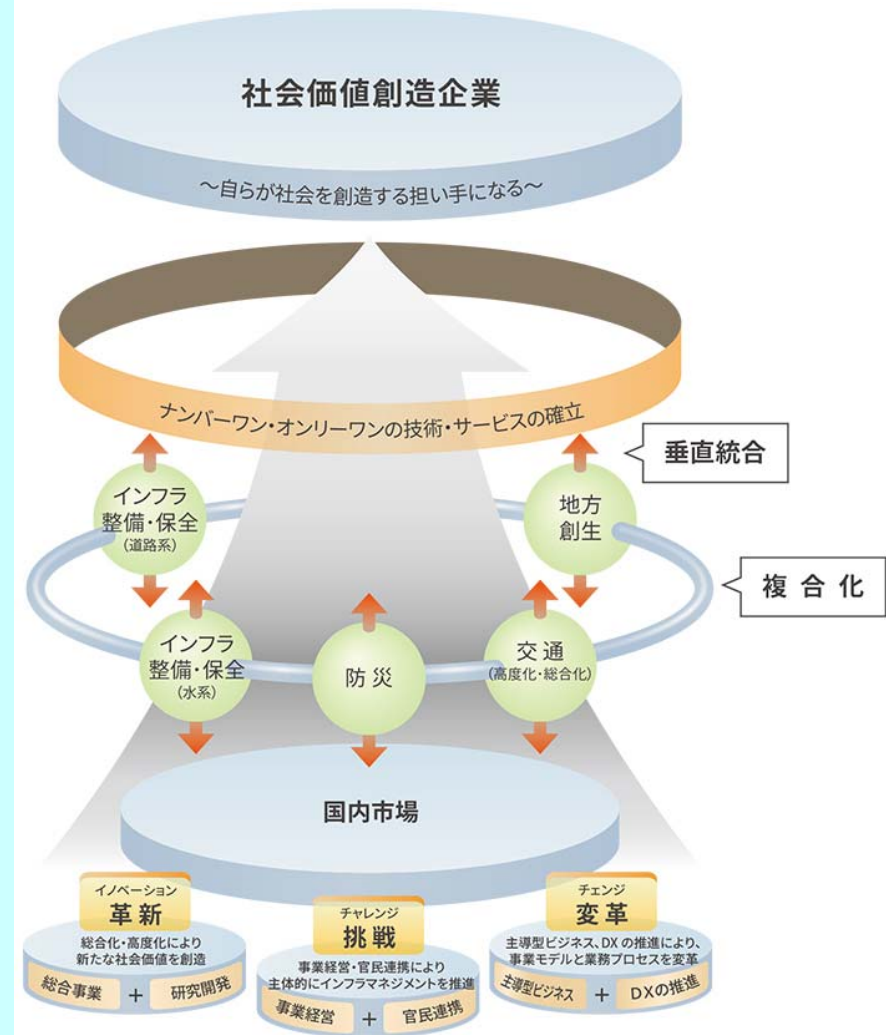 社会価値創造企業
～自らが社会を創造する担い手になる～
ナンバーワン・オンリーワンの技術・サービスの確立
垂直統合
インフラ
整備・保全
(道路系)
地方
創生
複合化
インフラ
整備・保全
(水系)
防災
交通
(高度化・総合化)
国内市場
イノベーション
革新
総合化・高度化により
新たな社会価値を創造
総合事業 + 研究開発
チャレンジ
挑戦
事業経営・官民連携により
主体的にインフラマネジメントを推進
事業経営 + 官民連携
チェンジ
変革
主導型ビジネス、DXの推進により、
事業モデルと業務プロセスを変革
主導型ビジネス + DXの推進